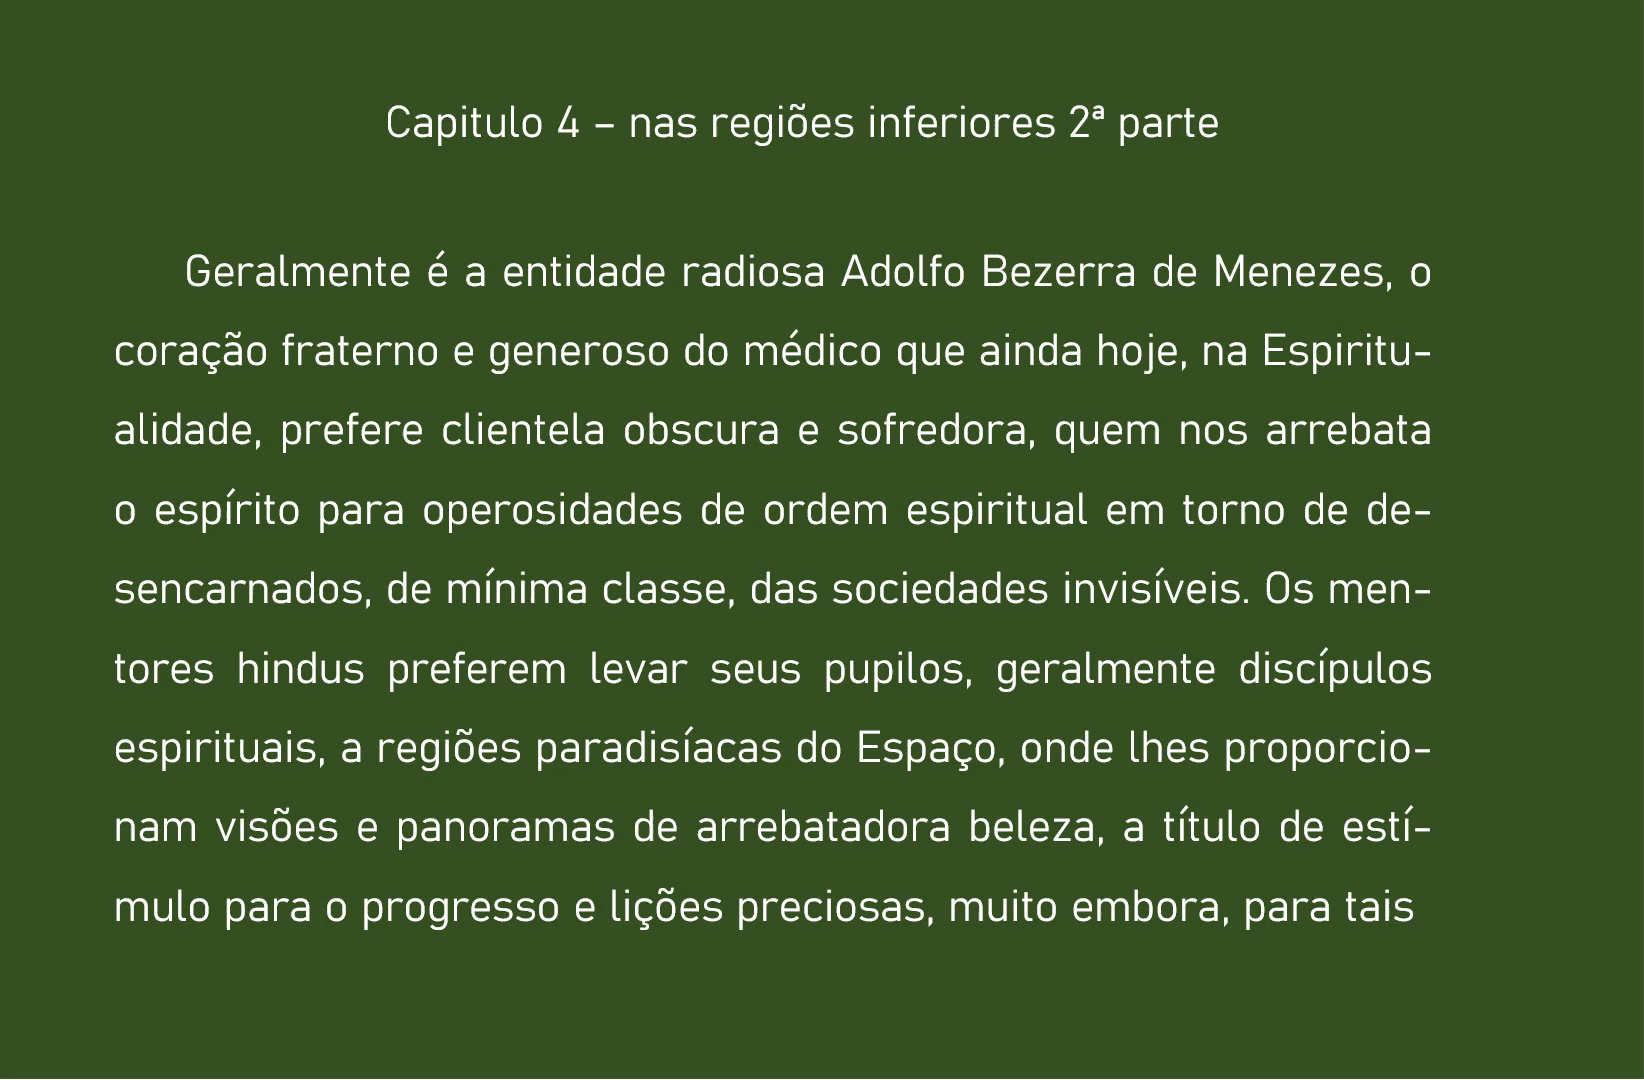 Capitulo 4 – nas regiões inferiores 2ª parte
Geralmente é a entidade radiosa Adolfo Bezerra de Menezes, o
coração fraterno e generoso do médico que ainda hoje, na Espiritu-
alidade, prefere clientela obscura e sofredora, quem nos arrebata
o espírito para operosidades de ordem espiritual em torno de de-
sencarnados, de mínima classe, das sociedades invisíveis. Os men-
tores hindus preferem levar seus pupilos, geralmente discípulos
espirituais, a regiões paradisíacas do Espaço, onde lhes proporcio-
nam visões e panoramas de arrebatadora beleza, a título de estí-
mulo para o progresso e lições preciosas, muito embora, para tais